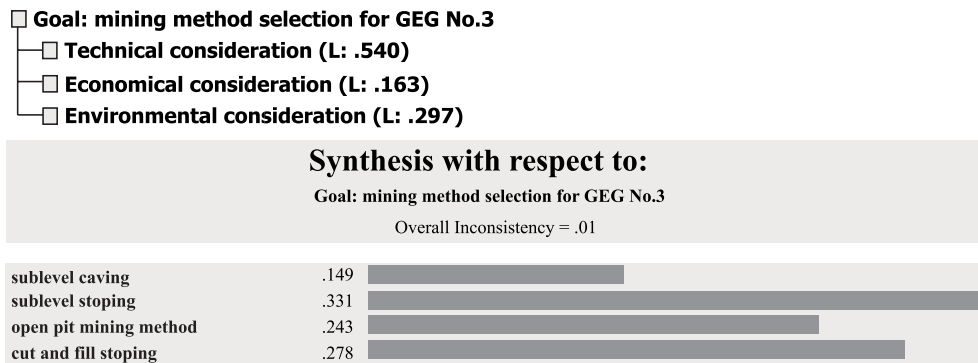 Goal: mining method selection for GEG No.3
Technical consideration (L: .540)
Economical consideration (L: .163)
Environmental consideration (L: .297)
Synthesis with respect to:
Goal: mining method selection for GEG No.3
Overall Inconsistency = .01
sublevel caving .149
sublevel stoping .331
open pit mining method .243
cut and fill stoping .278